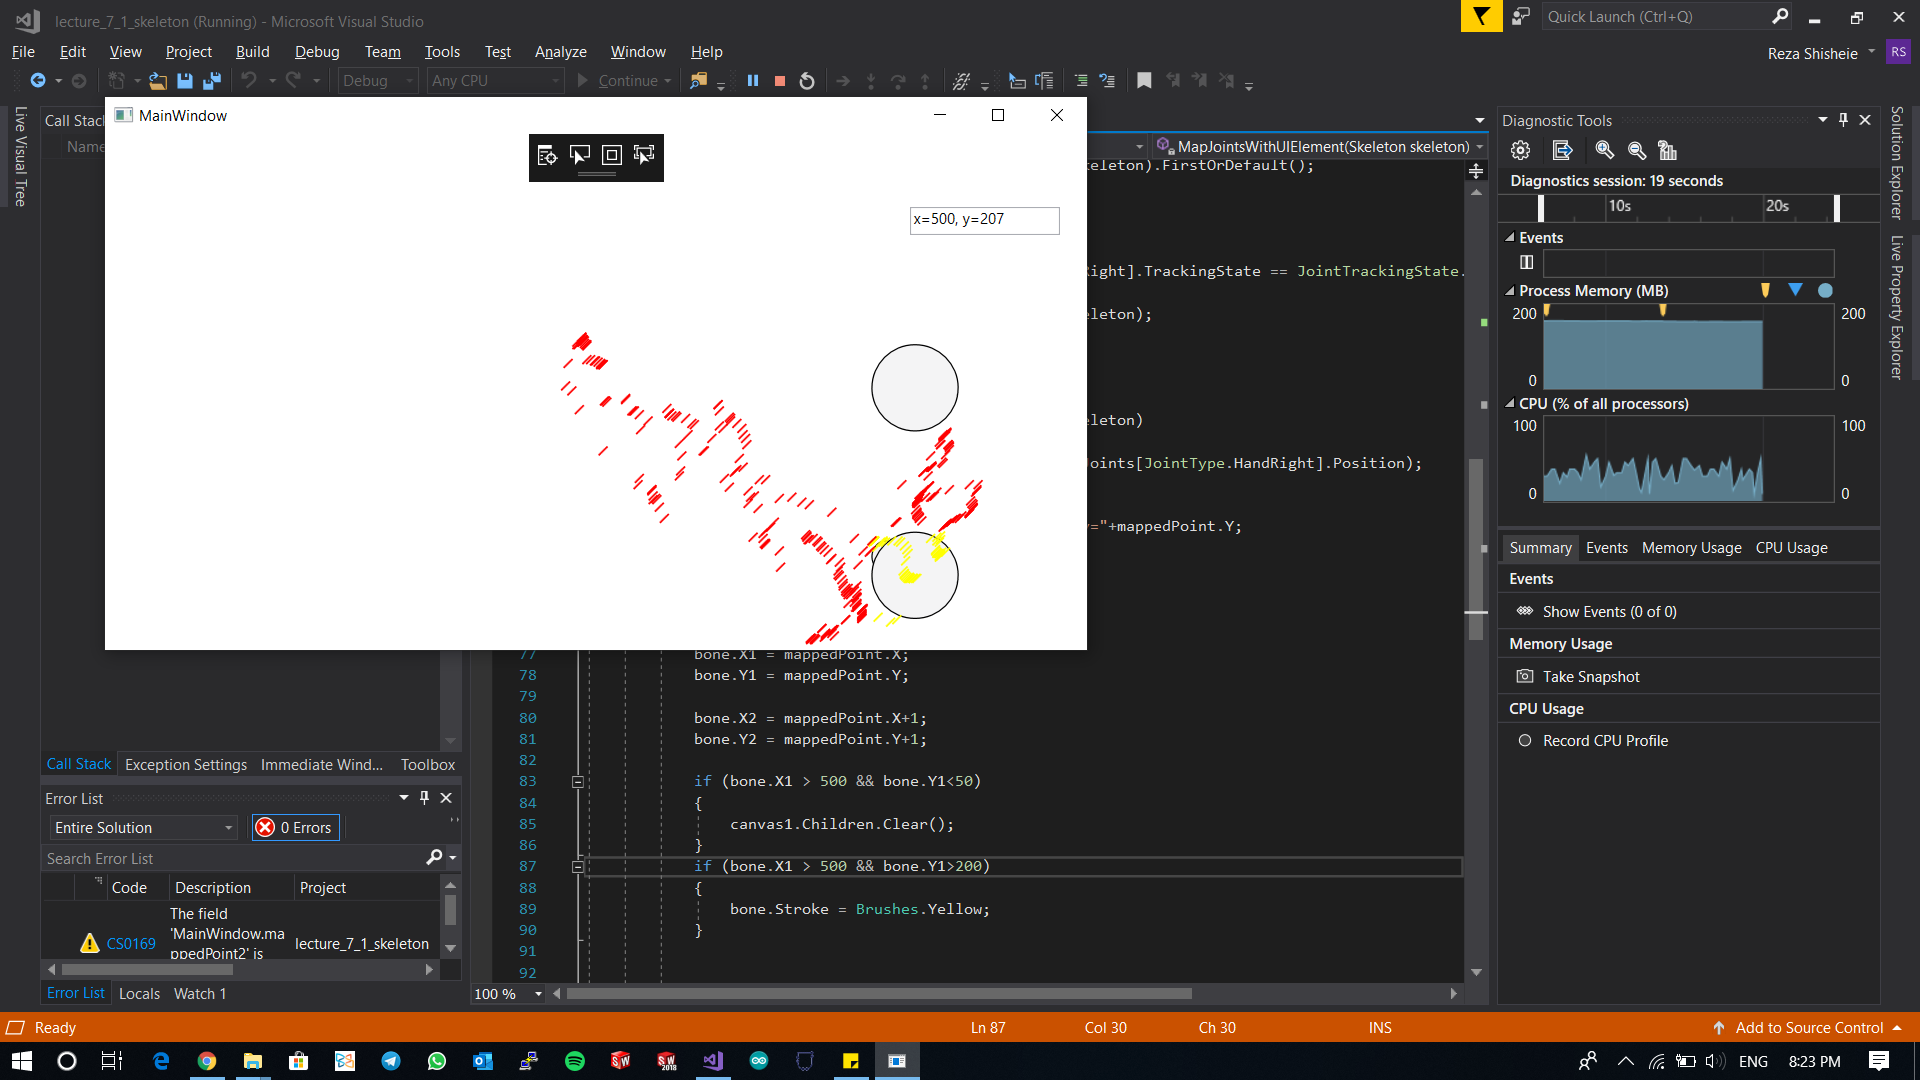 lecture_7_1_skeleton (Running) - Microsoft Visual Studio
Quick Launch (Ctrl+Q)
File Edit View Project Build Debug Team Tools Test Analyze Window Help
Reza Shisheie RS
Debug Any CPU Continue
Live Visual Tree
Call Stack
Name
MainWindow
x=500, y=207
MapJointsWithUIElement(Skeleton skeleton)
eleton).FirstOrDefault();
Right].TrackingState == JointTrackingState.
eleton);
eleton)
Joints[JointType.HandRight].Position);
y="+mappedPoint.Y;
77 bone.X1 = mappedPoint.X;
78 bone.Y1 = mappedPoint.Y;
79
80 bone.X2 = mappedPoint.X+1;
81 bone.Y2 = mappedPoint.Y+1;
82
83 if (bone.X1 > 500 && bone.Y1<50)
84 {
85 canvas1.Children.Clear();
86 }
87 if (bone.X1 > 500 && bone.Y1>200)
88 {
89 bone.Stroke = Brushes.Yellow;
90 }
91
92
100 %
Call Stack Exception Settings Immediate Wind... Toolbox
Error List
Entire Solution 0 Errors
Search Error List
Code Description Project
CS0169 The field
'MainWindow.ma
ppedPoint2' is
lecture_7_1_skeleton
Error List Locals Watch 1
Diagnostic Tools
Diagnostics session: 19 seconds
10s 20s
Events
Process Memory (MB)
200 200
0 0
CPU (% of all processors)
100 100
0 0
Summary Events Memory Usage CPU Usage
Events
Show Events (0 of 0)
Memory Usage
Take Snapshot
CPU Usage
Record CPU Profile
Solution Explorer
Live Property Explorer
Ready Ln 87 Col 30 Ch 30 INS Add to Source Control
ENG 8:23 PM